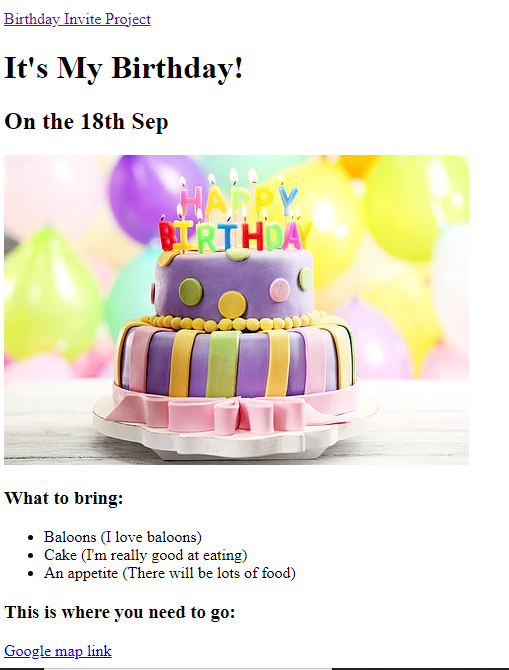 Birthday Invite Project
It's My Birthday!
On the 18th Sep
HAPPY
BIRTHDAY
What to bring:
Baloons (I love baloons)
Cake (I'm really good at eating)
An appetite (There will be lots of food)
This is where you need to go:
Google map link